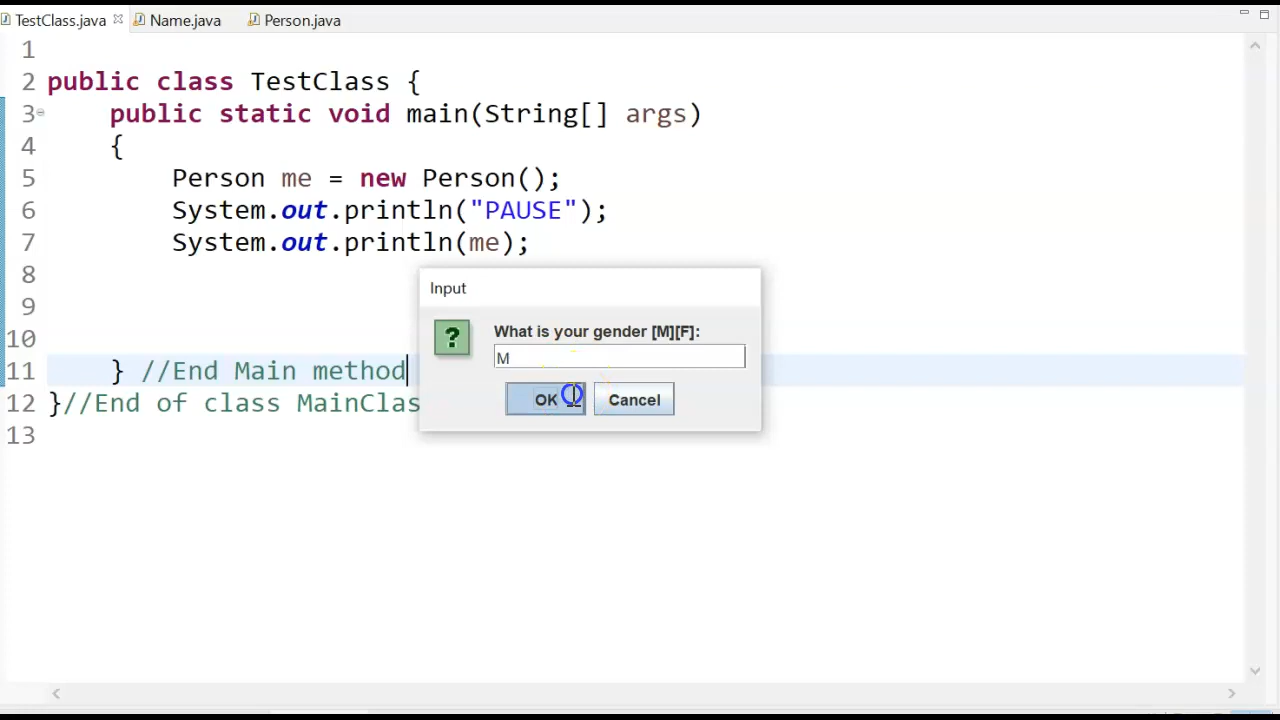 TestClass.java Name.java Person.java
1
2 public class TestClass {
3 public static void main(String[] args)
4 {
5 Person me = new Person();
6 System.out.println("PAUSE");
7 System.out.println(me);
8
9
10
11 } //End Main method
12 }//End of class MainClas
13
Input
What is your gender [M][F]:
M
OK Cancel